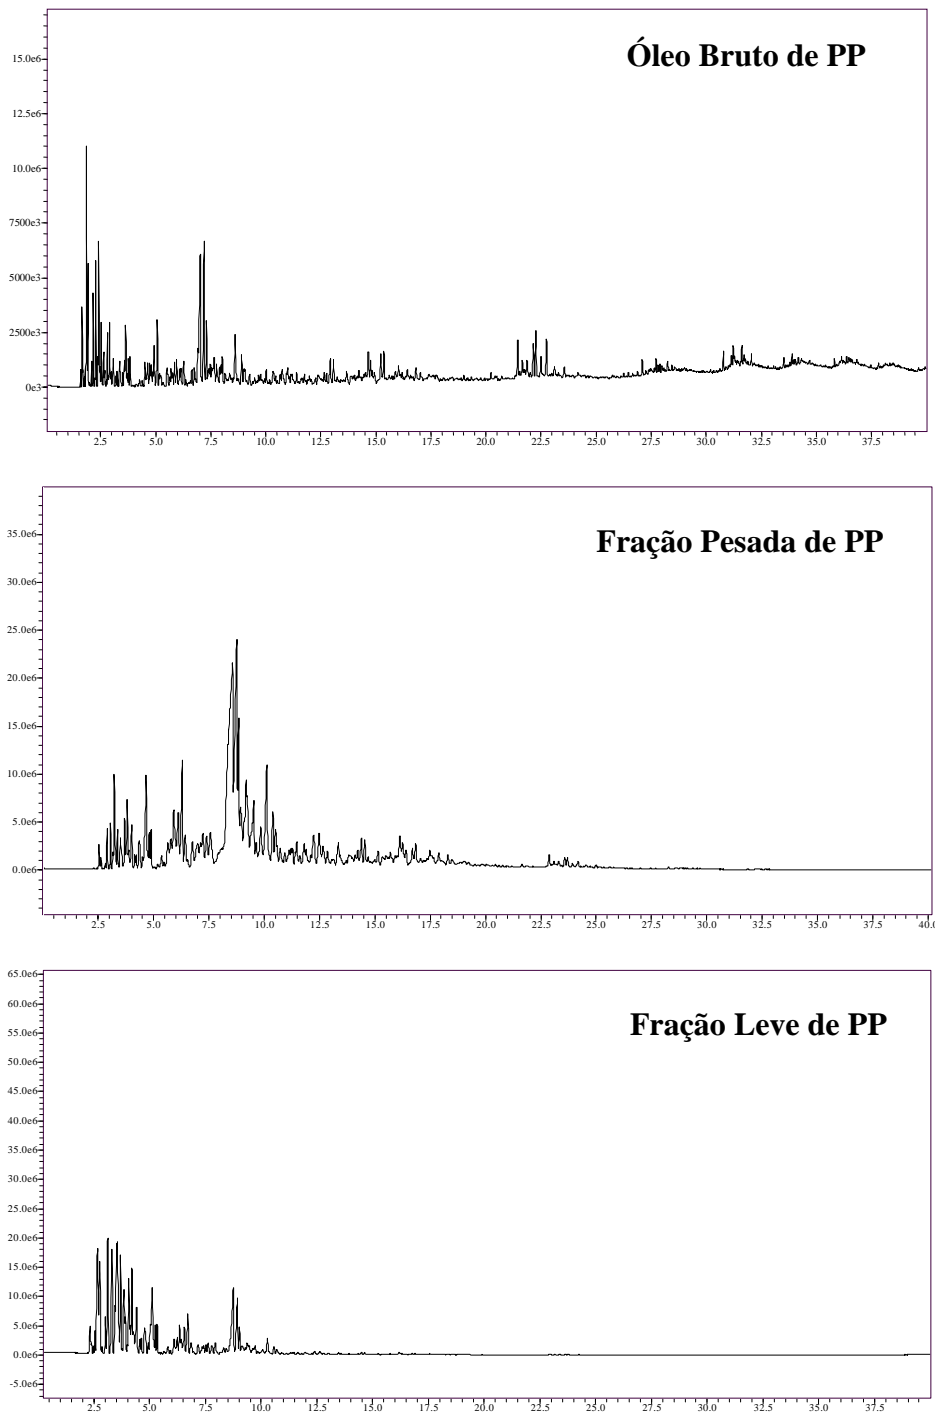 Óleo Bruto de PP
15.0e6
12.5e6
10.0e6
7500e3
5000e3
2500e3
0e3
2.5 5.0 7.5 10.0 12.5 15.0 17.5 20.0 22.5 25.0 27.5 30.0 32.5 35.0 37.5
Fração Pesada de PP
35.0e6
30.0e6
25.0e6
20.0e6
15.0e6
10.0e6
5.0e6
0.0e6
2.5 5.0 7.5 10.0 12.5 15.0 17.5 20.0 22.5 25.0 27.5 30.0 32.5 35.0 37.5 40.0
65.0e6
60.0e6
Fração Leve de PP
55.0e6
50.0e6
45.0e6
40.0e6
35.0e6
30.0e6
25.0e6
20.0e6
15.0e6
10.0e6
5.0e6
0.0e6
-5.0e6
2.5 5.0 7.5 10.0 12.5 15.0 17.5 20.0 22.5 25.0 27.5 30.0 32.5 35.0 37.5